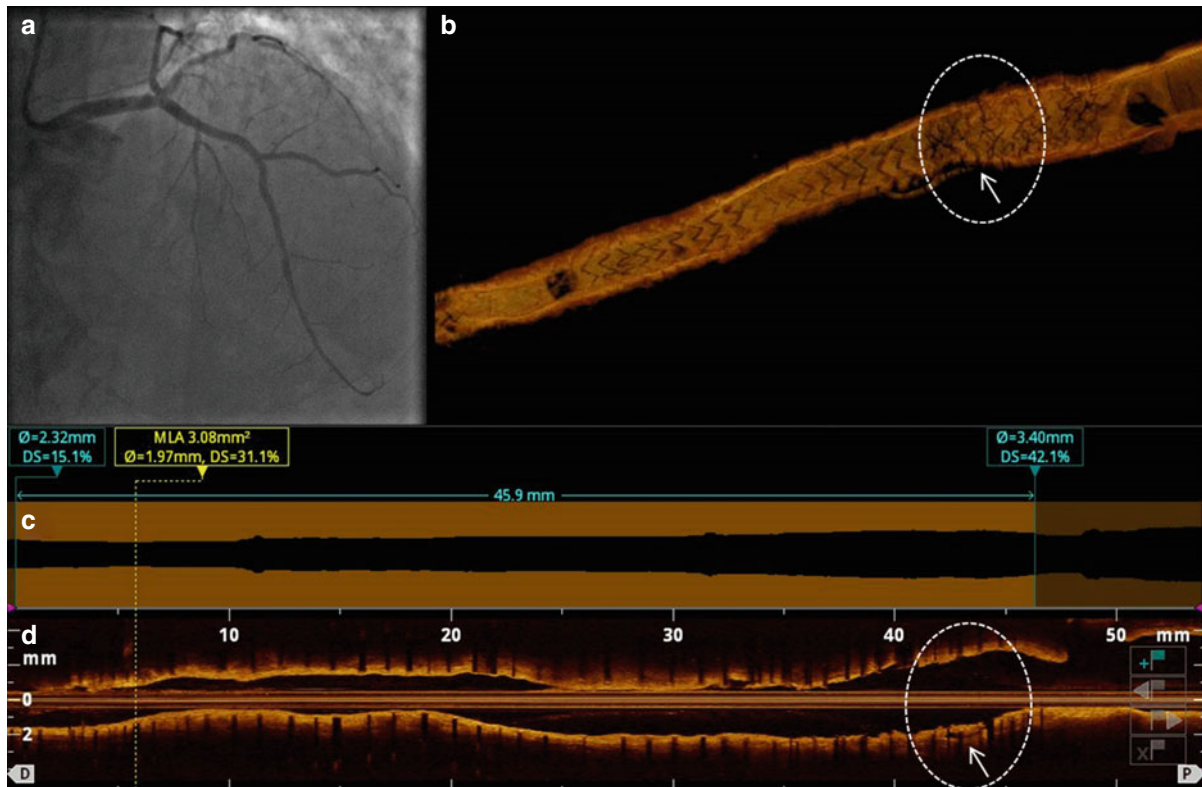 a
b
Ø=2.32mm
DS=15.1%
MLA 3.08mm²
Ø=1.97mm, DS=31.1%
Ø=3.40mm
DS=42.1%
45.9 mm
c
10 20 30 40 50 mm
d
mm
0
2
D
P
+
X